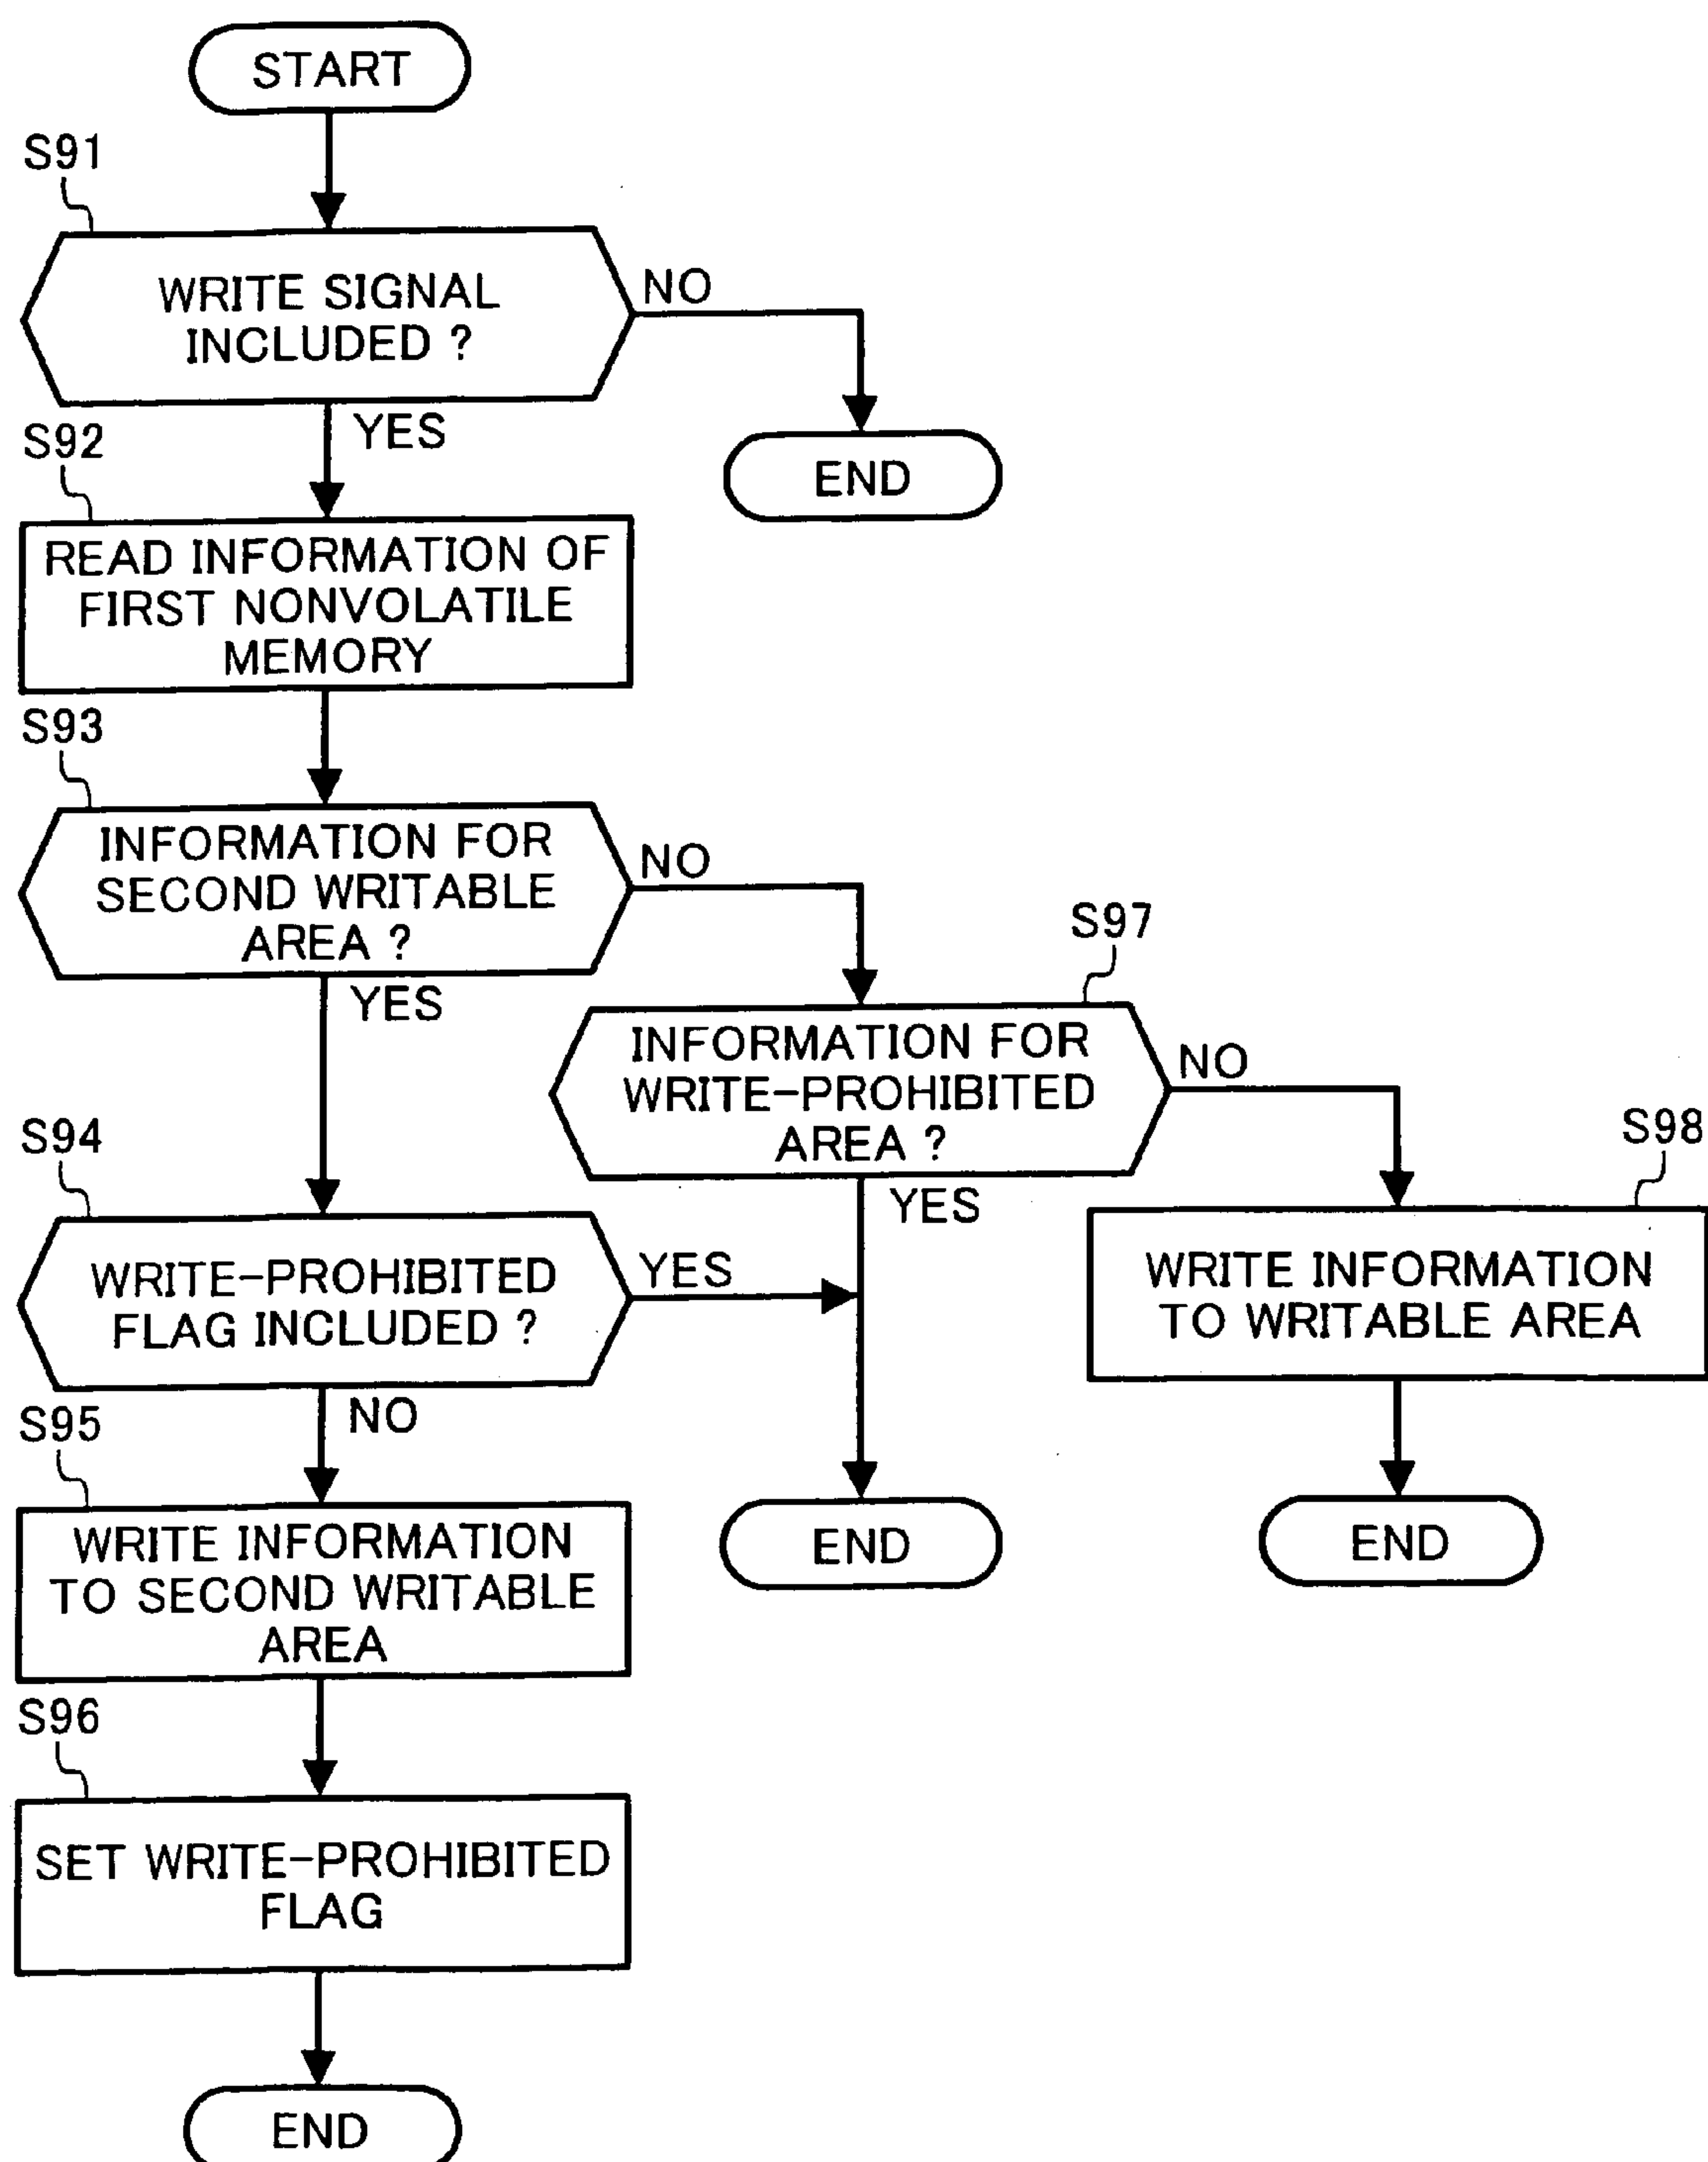 START
S91
WRITE SIGNAL
INCLUDED ?
NO
YES
END
S92
READ INFORMATION OF
FIRST NONVOLATILE
MEMORY
S93
INFORMATION FOR
SECOND WRITABLE
AREA ?
NO
YES
S97
INFORMATION FOR
WRITE-PROHIBITED
AREA ?
NO
YES
S94
WRITE-PROHIBITED
FLAG INCLUDED ?
YES
NO
S98
WRITE INFORMATION
TO WRITABLE AREA
S95
WRITE INFORMATION
TO SECOND WRITABLE
AREA
END
END
S96
SET WRITE-PROHIBITED
FLAG
END